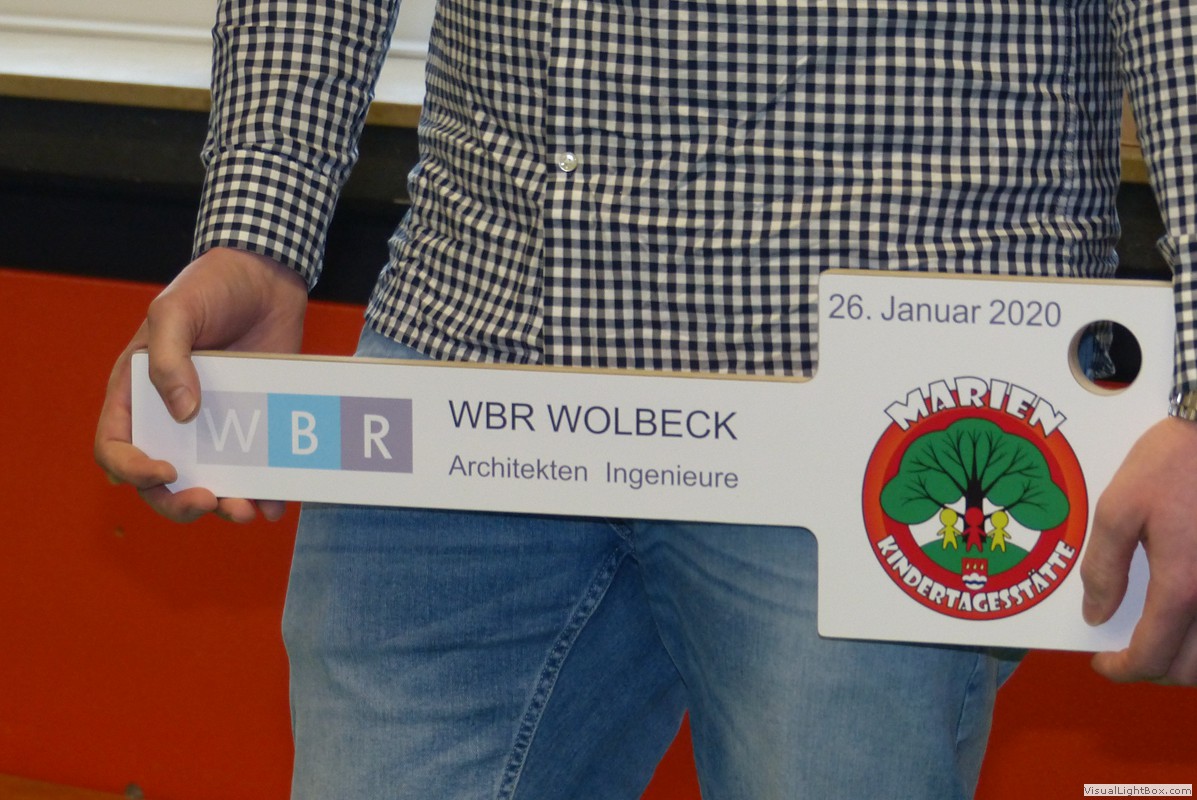 26. Januar 2020
WBR
WBR WOLBECK
Architekten Ingenieure
MARIEN
KINDERTAGESSTÄTTE
VisualLightBox.com